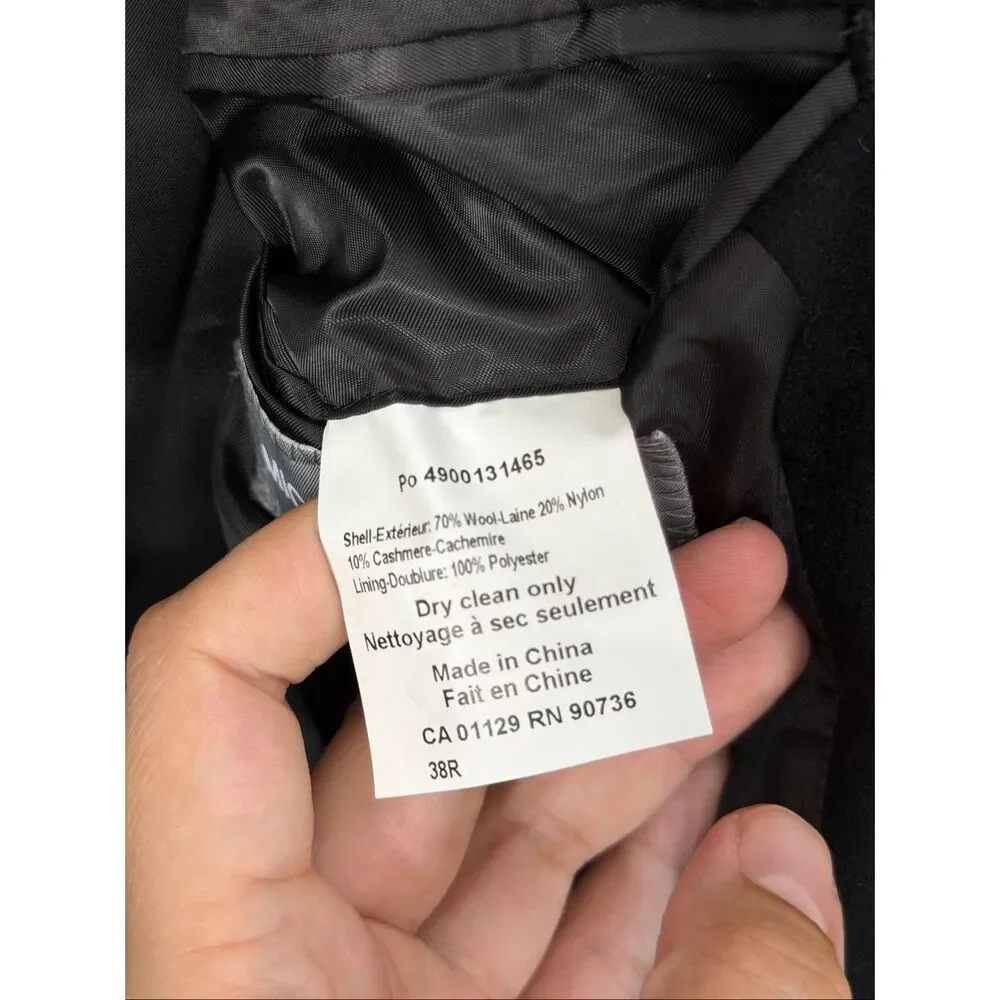 Po 4900131465
Shell-Extérieur: 70% Wool-Laine 20% Nylon
10% Cashmere-Cachemire
Lining-Doublure: 100% Polyester
Dry clean only
Nettoyage à sec seulement
Made in China
Fait en Chine
CA 01129 RN 90736
38R